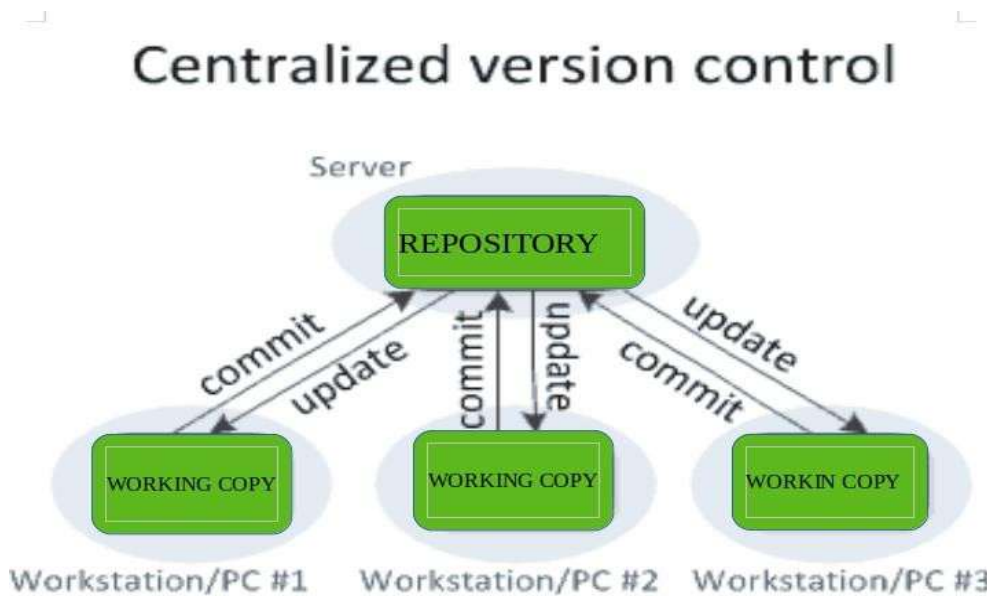 Centralized version control
Server
REPOSITORY
commit
update
commit
update
commit
update
WORKING COPY
WORKING COPY
WORKIN COPY
Workstation/PC #1
Workstation/PC #2
Workstation/PC #3